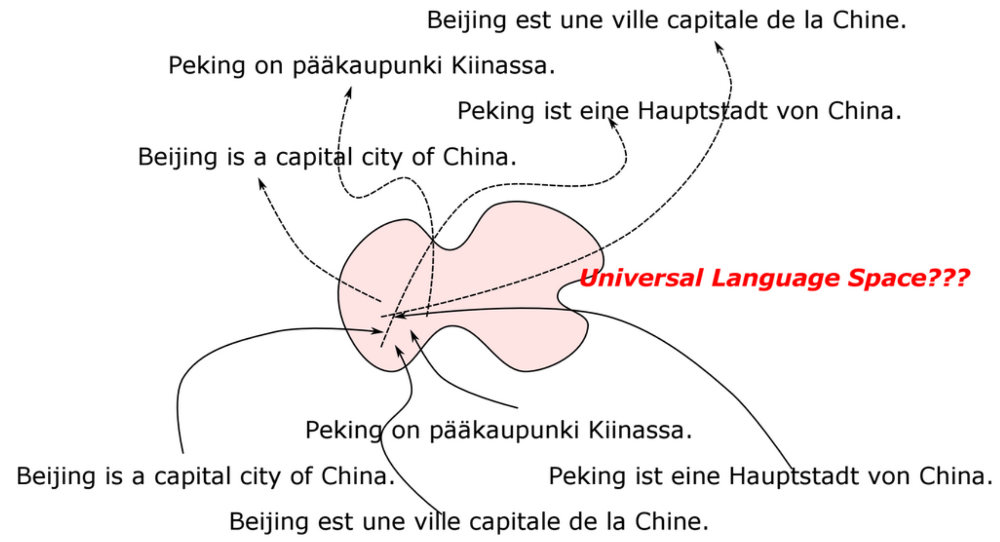 Beijing est une ville capitale de la Chine.
Peking on pääkaupunki Kiinassa.
Peking ist eine Hauptstadt von China.
Beijing is a capital city of China.
Universal Language Space???
Peking on pääkaupunki Kiinassa.
Beijing is a capital city of China.
Peking ist eine Hauptstadt von China.
Beijing est une ville capitale de la Chine.